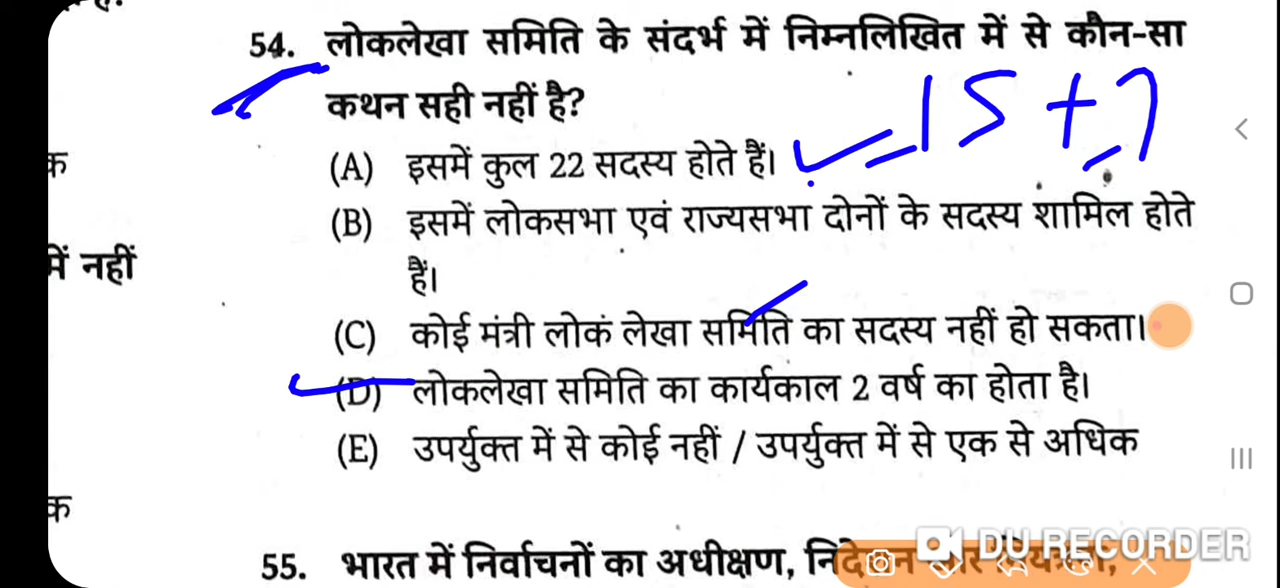 54. लोकलेखा समिति के संदर्भ में निम्नलिखित में से कौन-सा
कथन सही नहीं है?
15 + 7
(A) इसमें कुल 22 सदस्य होते हैं।
क
(B) इसमें लोकसभा एवं राज्यसभा दोनों के सदस्य शामिल होते
हैं।
में नहीं
(C) कोई मंत्री लोक लेखा समिति का सदस्य नहीं हो सकता।
(D) लोकलेखा समिति का कार्यकाल 2 वर्ष का होता है।
(E) उपर्युक्त में से कोई नहीं / उपर्युक्त में से एक से अधिक
क
55. भारत में निर्वाचनों का अधीक्षण,
DU RECORDER